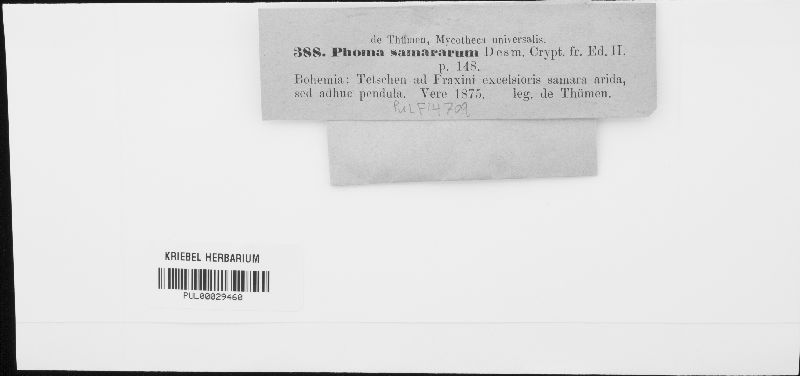 de Thümen, Mycotheca universalis.
388. Phoma samararum Desm. Crypt. fr. Ed. II.
p. 148.
Bohemia: Tetschen ad Fraxini excelsioris samara arida,
sed adhuc pendula. Vere 1875. leg. de Thümen.
PULF14709
KRIEBEL HERBARIUM
PUL00029460